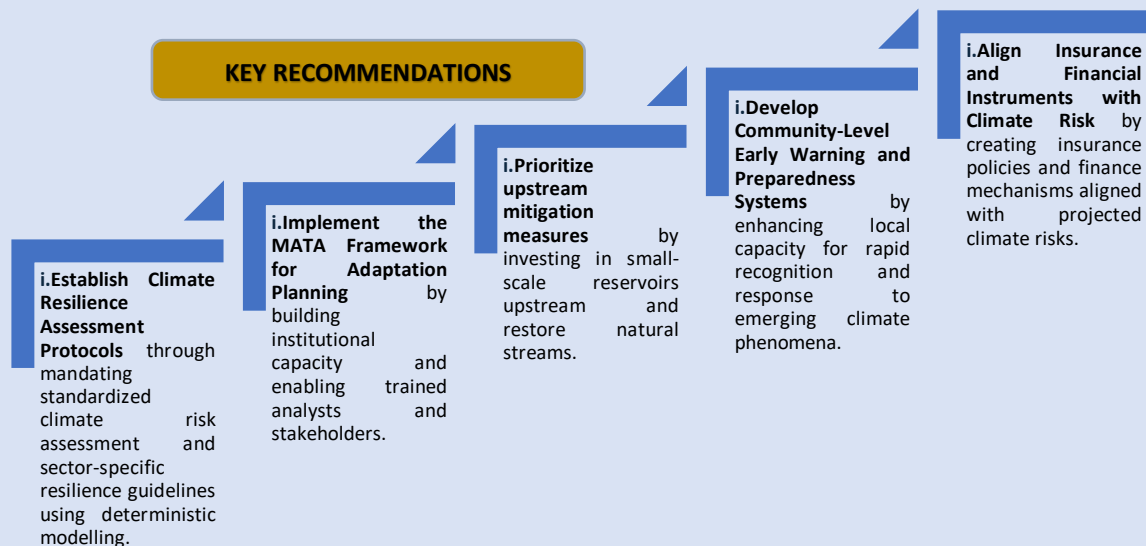 KEY RECOMMENDATIONS
i.Establish Climate
Resilience
Assessment
Protocols through
mandating
standardized
climate risk
assessment and
sector-specific
resilience guidelines
using deterministic
modelling.
i.Implement the
MATA Framework
for Adaptation
Planning by
building
institutional
capacity and
enabling trained
analysts and
stakeholders.
i.Prioritize
upstream
mitigation
measures by
investing in small-
scale reservoirs
upstream and
restore natural
streams.
i.Develop
Community-Level
Early Warning and
Preparedness
Systems by
enhancing local
capacity for rapid
recognition and
response to
emerging climate
phenomena.
i.Align Insurance
and Financial
Instruments with
Climate Risk by
creating insurance
policies and finance
mechanisms aligned
with projected
climate risks.